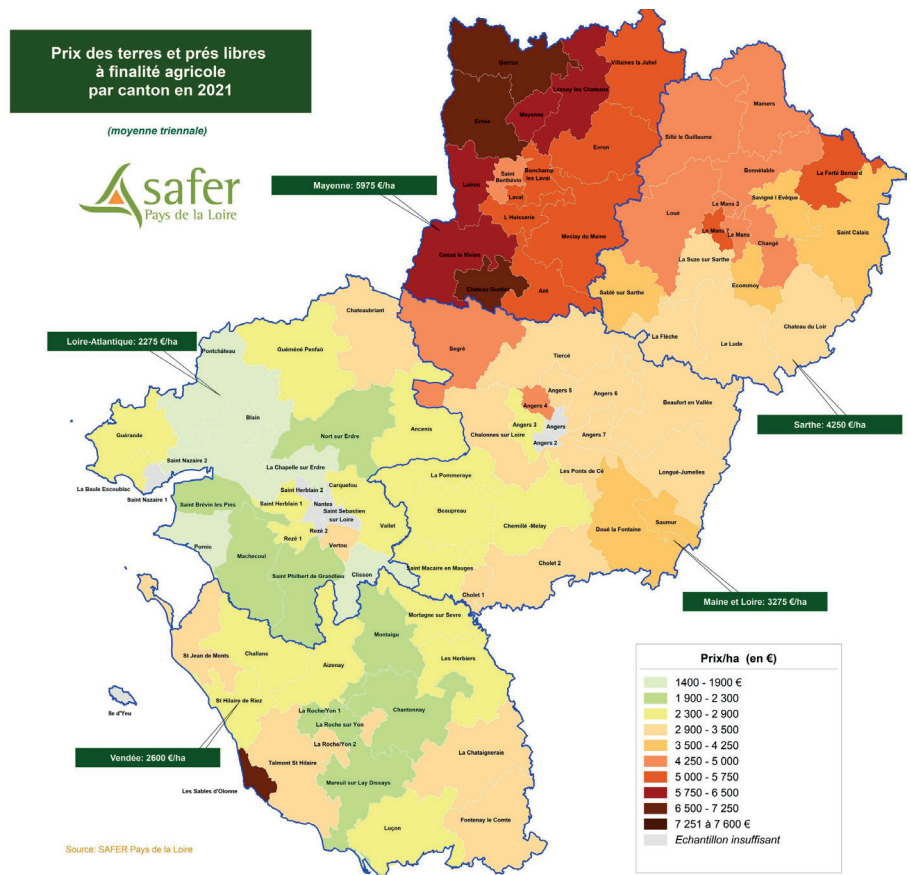 Prix des terres et prés libres
à finalité agricole
par canton en 2021
(moyenne triennale)
safer
Pays de la Loire
Gorron
Lassay les Chateaux
Villaines la Juhel
Ernée
Mayenne
Evron
Saint
Berthévin
Bonchamp
les Laval
Loiron
Laval
L Huisserie
Meslay du Maine
Cossé le Vivien
Chateau Gontier
Azé
Mayenne: 5975 €/ha
Mamers
Sillé le Guillaume
Bonnétable
La Ferté Bernard
Le Mans 2
Savigné l Evèque
Loué
Le Mans 7
Le Mans
Changé
Saint Calais
La Suze sur Sarthe
Sablé sur Sarthe
Ecommoy
La Flèche
Le Lude
Chateau du Loir
Sarthe: 4250 €/ha
Loire-Atlantique: 2275 €/ha
Chateaubriant
Pontchâteau
Guéméné Penfaö
Blain
Guérande
Nort sur Erdre
Ancenis
Saint Nazaire 2
La Chapelle sur Erdre
La Baule Escoublac
Saint Nazaire 1
Saint Herblain 2
Carquefou
Saint Brévin les Pins
Saint Herblain 1
Nantes
Saint Sebastien
sur Loire
Rezé 2
Rezé 1
Vertou
Vallet
Pornic
Machecoul
Saint Philbert de Grandlieu
Clisson
Segré
Tiercé
Angers 5
Angers 6
Angers 4
Beaufort en Vallée
Chalonnes sur Loire
Angers 3
Angers
Angers 2
Angers 7
La Pommeraye
Les Ponts de Cé
Longué-Jumelles
Beaupreau
Chemillé -Melay
Doué la Fontaine
Saumur
Saint Macaire en Mauges
Cholet 2
Cholet 1
Maine et Loire: 3275 €/ha
Mortagne sur Sevre
Montaigu
St Jean de Monts
Challans
Aizenay
Les Herbiers
Ile d'Yeu
St Hilaire de Riez
La Roche/Yon 1
Chantonnay
La Roche sur Yon
La Roche/Yon 2
La Chataigneraie
Vendée: 2600 €/ha
Talmont St Hilaire
Mareuil sur Lay Dissays
Les Sables d'Olonne
Luçon
Fontenay le Comte
Prix/ha (en €)
1400 - 1900 €
1 900 - 2 300
2 300 - 2 900
2 900 - 3 500
3 500 - 4 250
4 250 - 5 000
5 000 - 5 750
5 750 - 6 500
6 500 - 7 250
7 251 à 7 600 €
Echantillon insuffisant
Source: SAFER Pays de la Loire